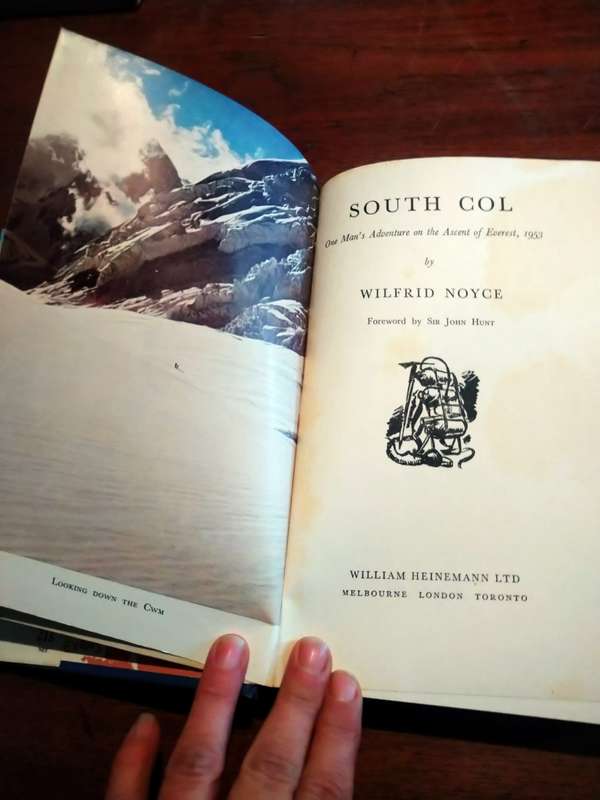 LOOKING DOWN THE CWM
SOUTH COL
One Man's Adventure on the Ascent of Everest, 1953
by
WILFRID NOYCE
Foreword by SIR JOHN HUNT
WILLIAM HEINEMANN LTD
MELBOURNE LONDON TORONTO